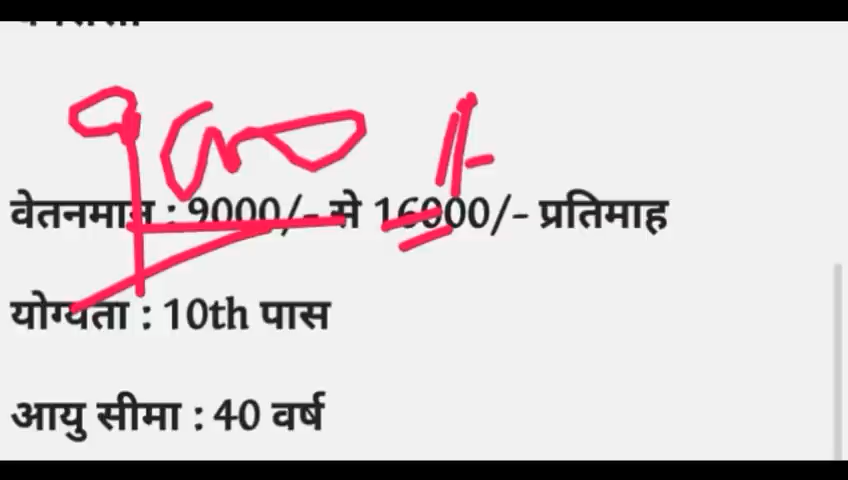 9000/-
वेतनमान : 9000/- से 16000/- प्रतिमाह
योग्यता : 10th पास
आयु सीमा : 40 वर्ष